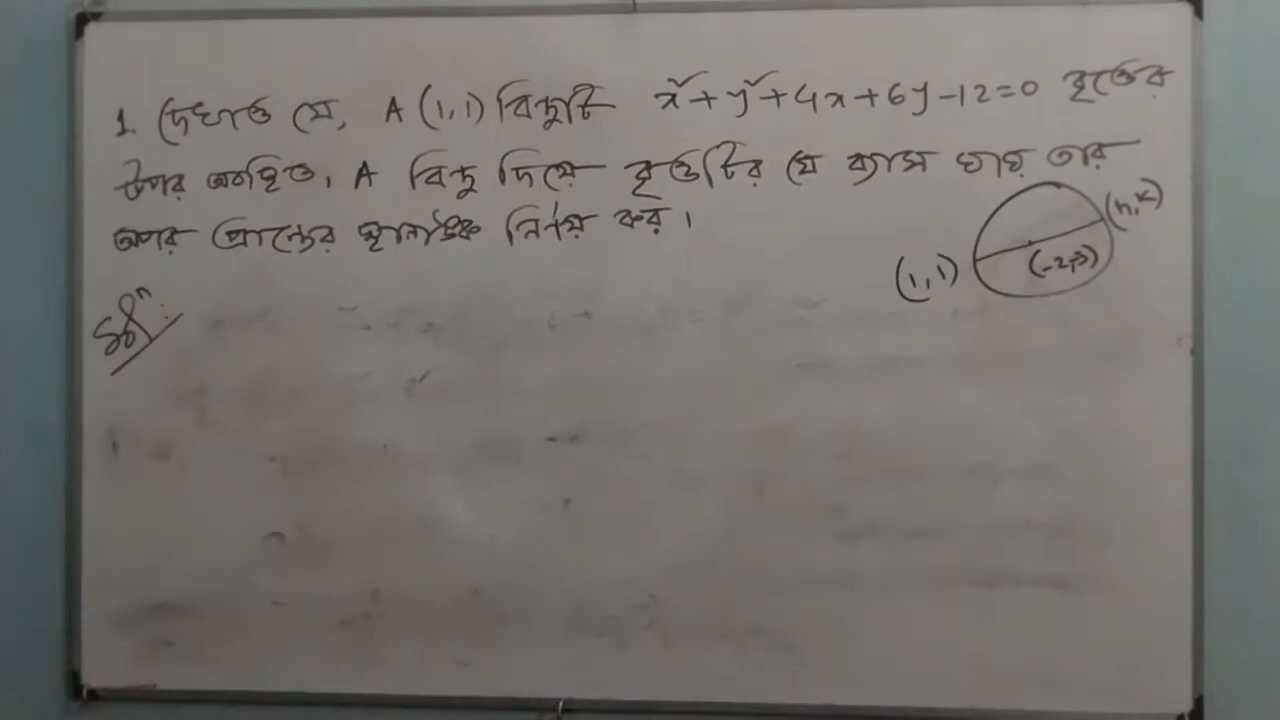 1. দেখাও যে, A (1,1) বিন্দুটি x²+y²+4x+6y-12=0 বৃত্তের
উপর অবস্থিত। A বিন্দু দিয়ে বৃত্তটির যে ব্যাস যায় তার
অপর প্রান্তের স্থানাঙ্ক নির্ণয় কর।
(h,k)
(1,1)
(-2,-3)
solⁿ: